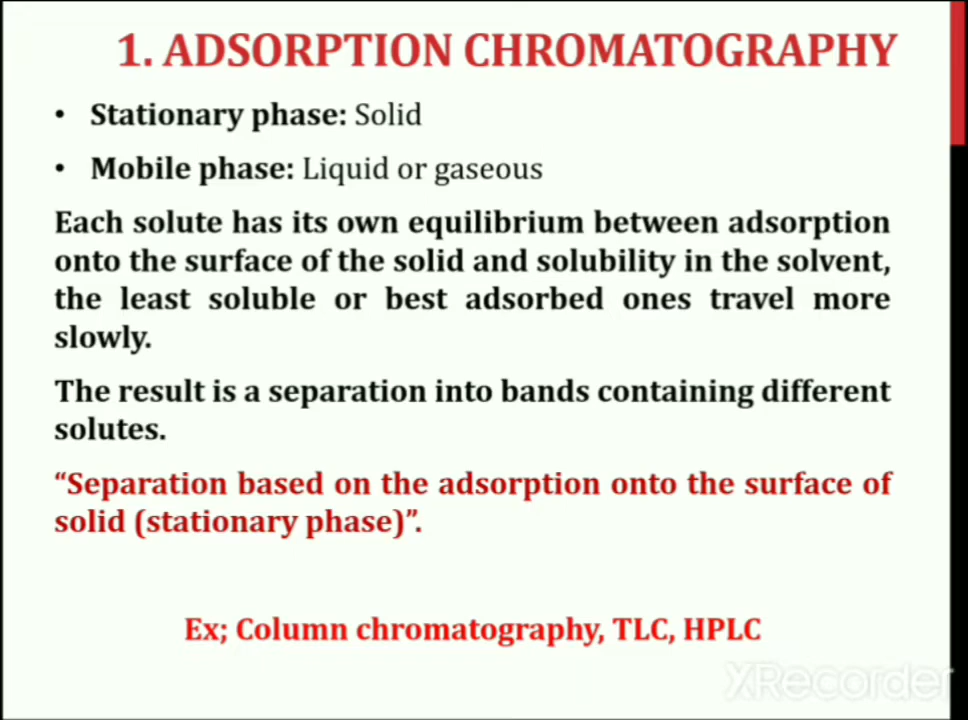 1. ADSORPTION CHROMATOGRAPHY
• Stationary phase: Solid
• Mobile phase: Liquid or gaseous
Each solute has its own equilibrium between adsorption
onto the surface of the solid and solubility in the solvent,
the least soluble or best adsorbed ones travel more
slowly.
The result is a separation into bands containing different
solutes.
“Separation based on the adsorption onto the surface of
solid (stationary phase)”.
Ex; Column chromatography, TLC, HPLC
XRecorder